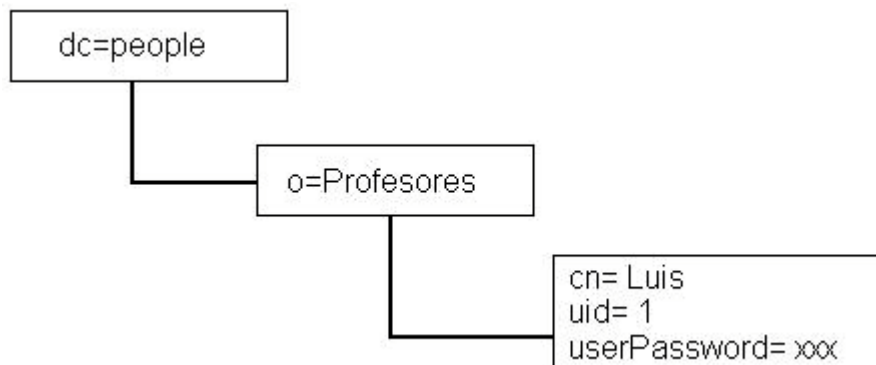 dc=people
o=Profesores
cn= Luis
uid= 1
userPassword= xxx